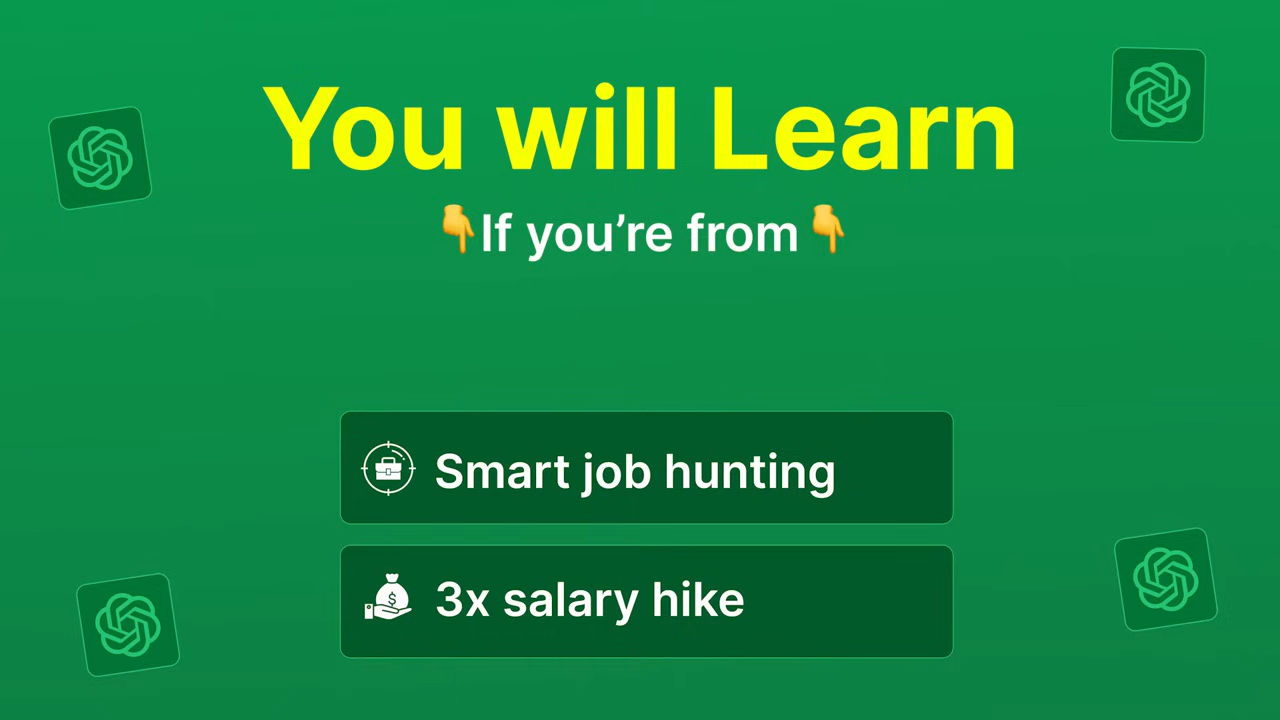 You will Learn
👇If you’re from👇
Smart job hunting
3x salary hike